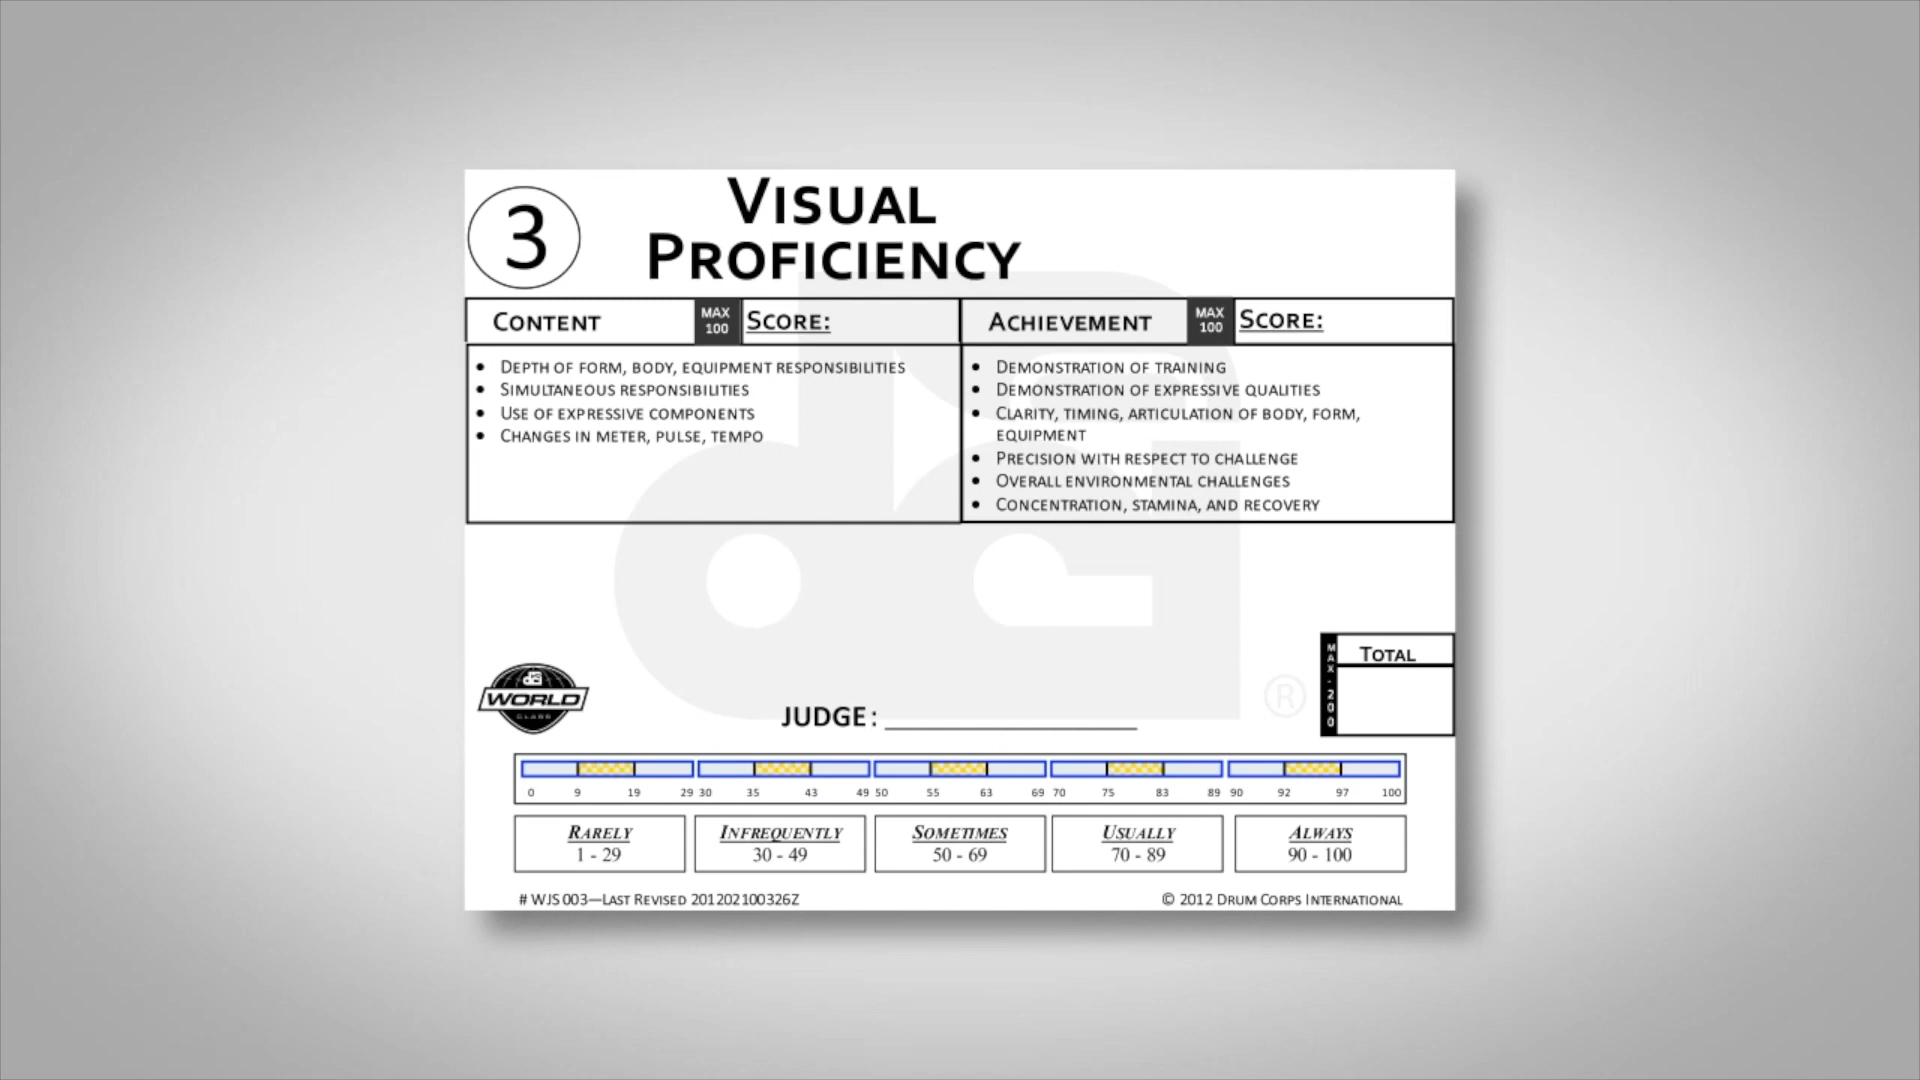 3
VISUAL
PROFICIENCY
CONTENT
MAX
100
SCORE:
ACHIEVEMENT
MAX
100
SCORE:
• DEPTH OF FORM, BODY, EQUIPMENT RESPONSIBILITIES
• SIMULTANEOUS RESPONSIBILITIES
• USE OF EXPRESSIVE COMPONENTS
• CHANGES IN METER, PULSE, TEMPO
• DEMONSTRATION OF TRAINING
• DEMONSTRATION OF EXPRESSIVE QUALITIES
• CLARITY, TIMING, ARTICULATION OF BODY, FORM,
EQUIPMENT
• PRECISION WITH RESPECT TO CHALLENGE
• OVERALL ENVIRONMENTAL CHALLENGES
• CONCENTRATION, STAMINA, AND RECOVERY
dci
®
MAX-200
TOTAL
dci
WORLD
CLASS
JUDGE: ____________________
0 9 19 29 30 35 43 49 50 55 63 69 70 75 83 89 90 92 97 100
RARELY
1 - 29
INFREQUENTLY
30 - 49
SOMETIMES
50 - 69
USUALLY
70 - 89
ALWAYS
90 - 100
# WJS 003—LAST REVISED 201202100326Z
© 2012 DRUM CORPS INTERNATIONAL